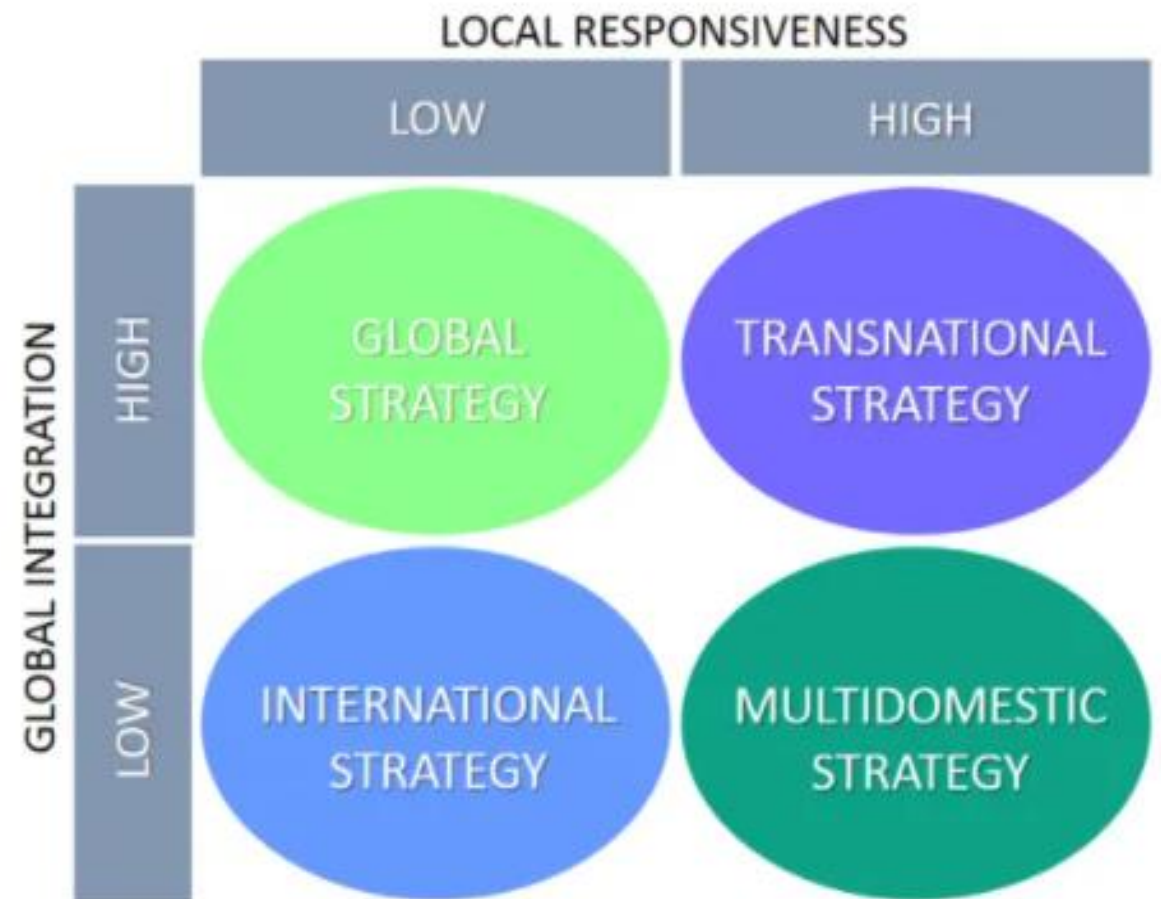 LOCAL RESPONSIVENESS
LOW
HIGH
GLOBAL INTEGRATION
HIGH
GLOBAL
STRATEGY
TRANSNATIONAL
STRATEGY
LOW
INTERNATIONAL
STRATEGY
MULTIDOMESTIC
STRATEGY